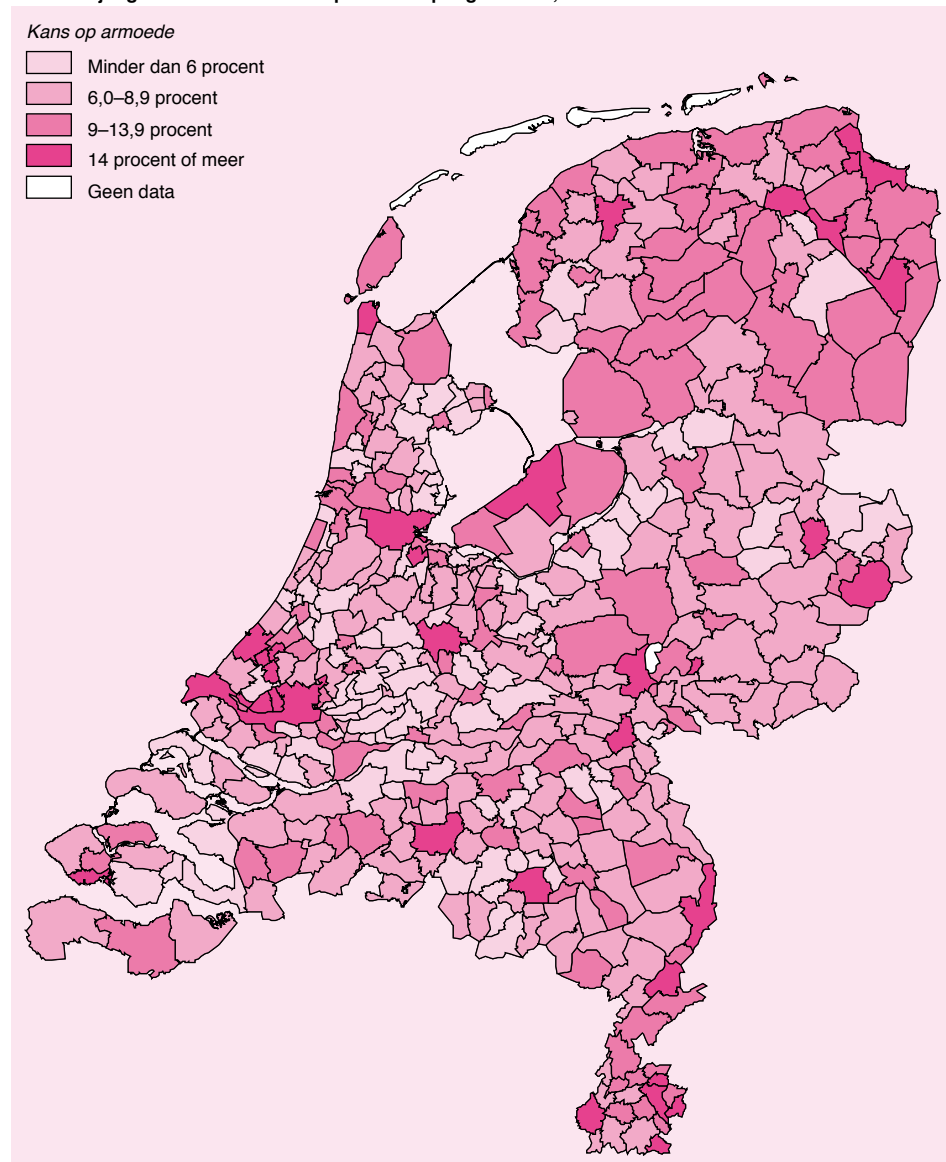 Kans op armoede
Minder dan 6 procent
6,0–8,9 procent
9–13,9 procent
14 procent of meer
Geen data